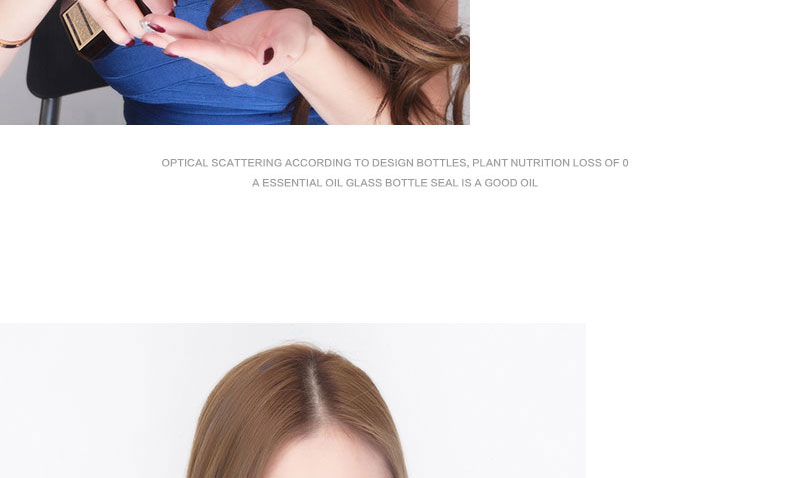 OPTICAL SCATTERING ACCORDING TO DESIGN BOTTLES, PLANT NUTRITION LOSS OF 0
A ESSENTIAL OIL GLASS BOTTLE SEAL IS A GOOD OIL